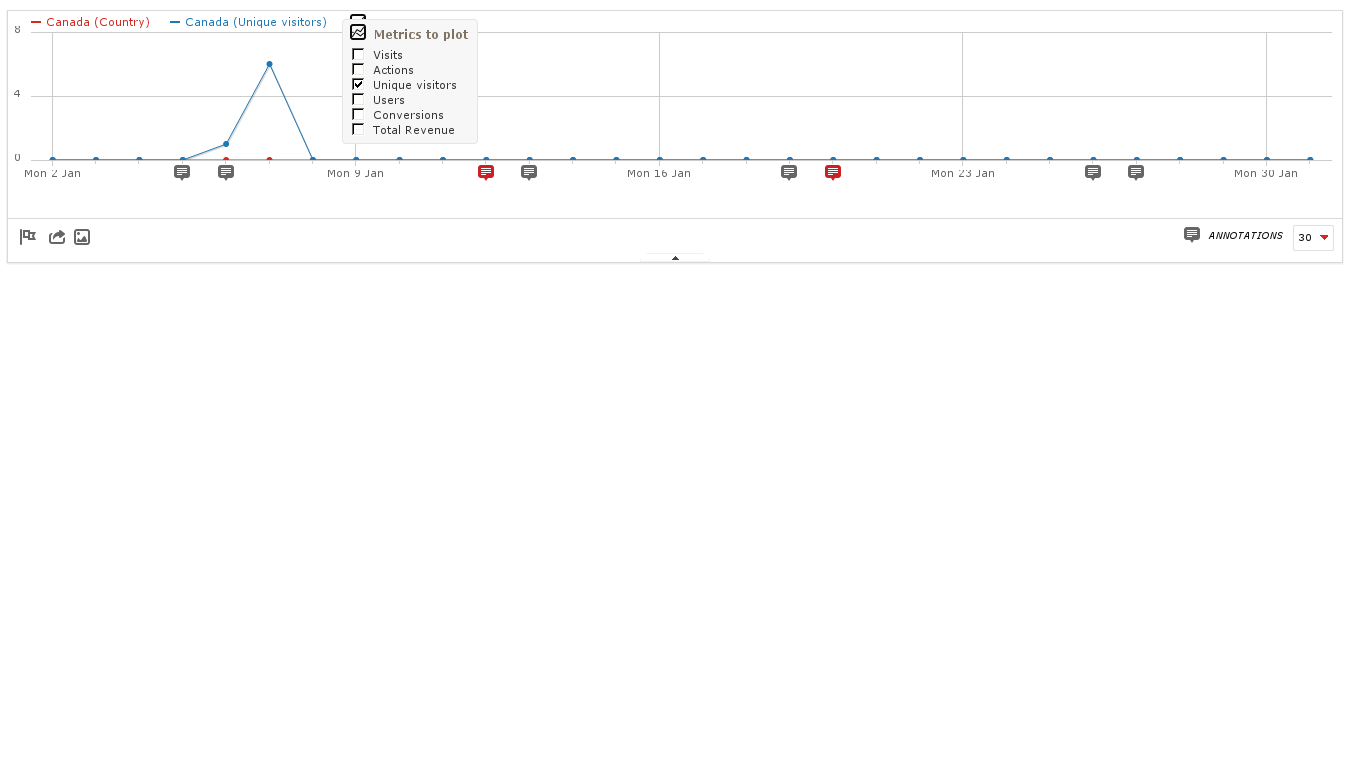 Canada (Country) Canada (Unique visitors)
8
4
0
Metrics to plot
Visits
Actions
Unique visitors
Users
Conversions
Total Revenue
Mon 2 Jan Mon 9 Jan Mon 16 Jan Mon 23 Jan Mon 30 Jan
ANNOTATIONS 30